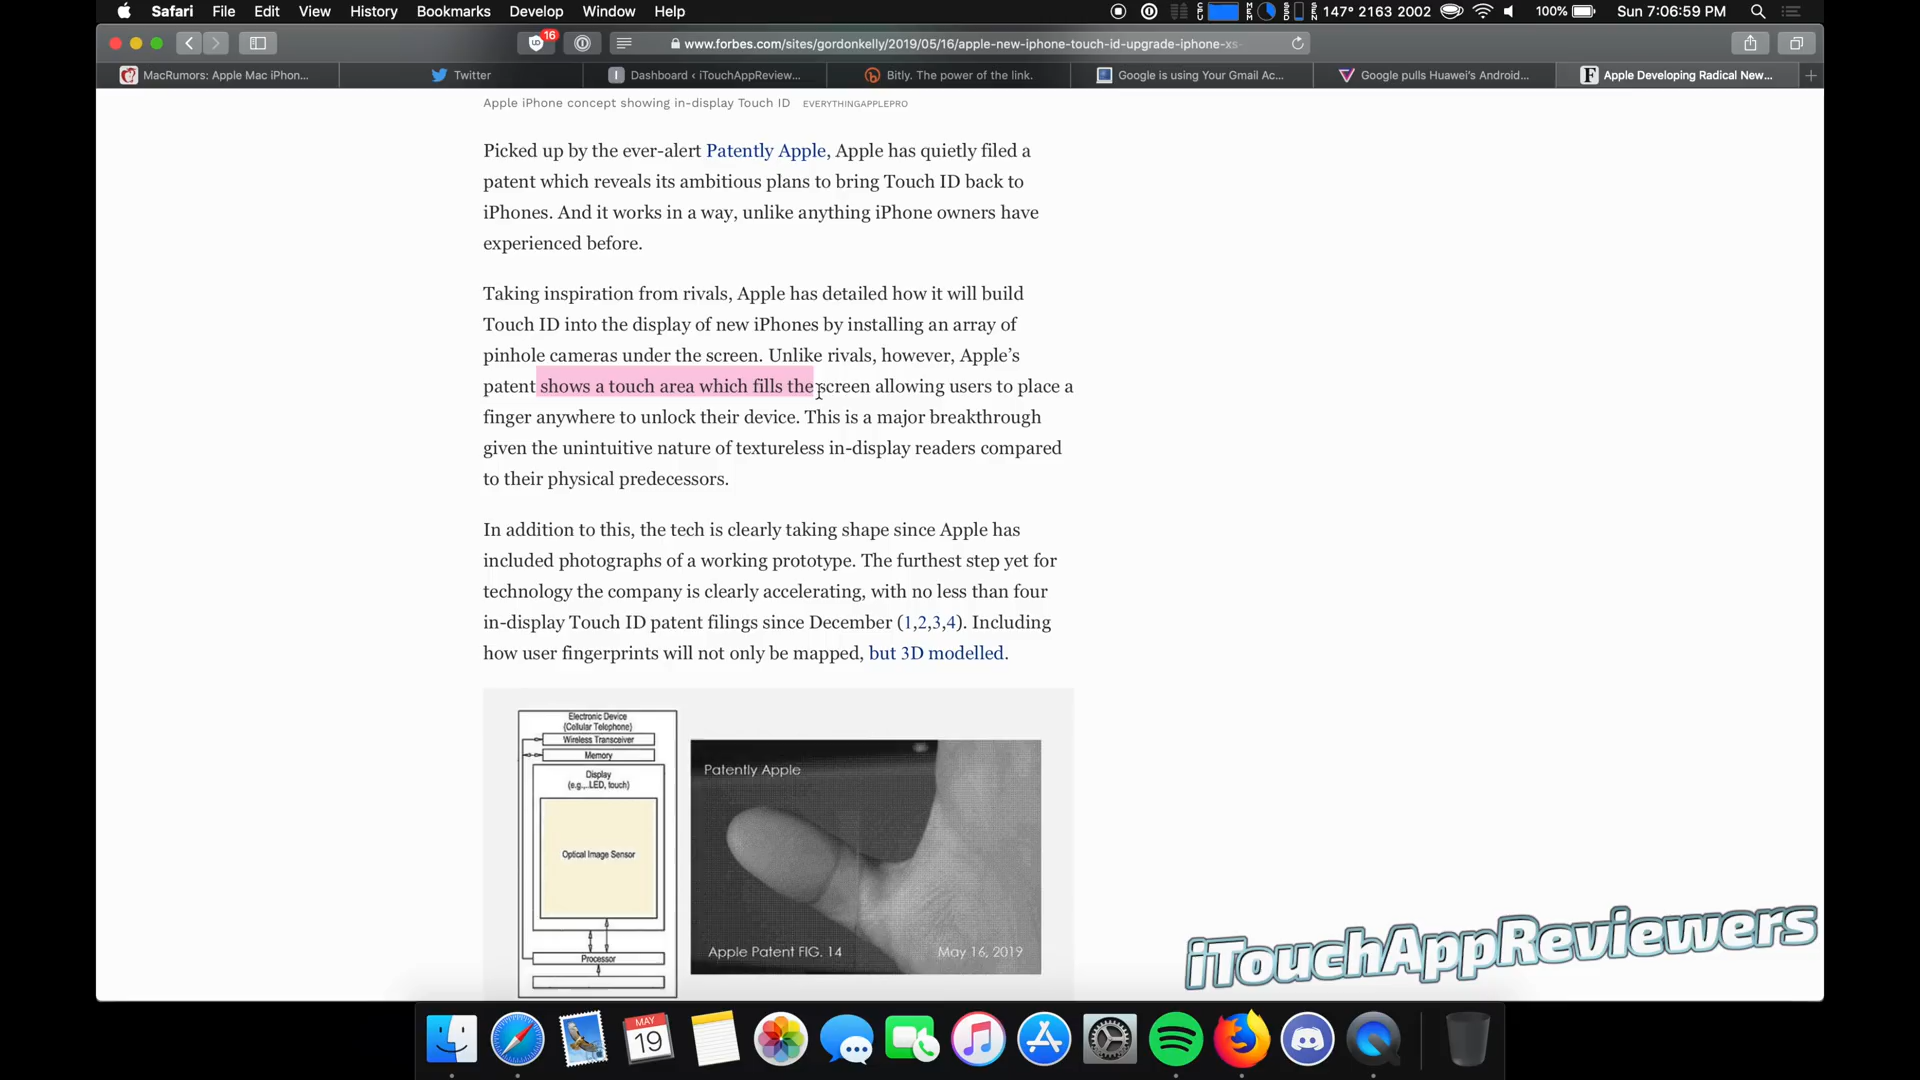 Safari File Edit View History Bookmarks Develop Window Help
CPU MEM SSD SEN 147° 2163 2002 100% Sun 7:06:59 PM
16 www.forbes.com/sites/gordonkelly/2019/05/16/apple-new-iphone-touch-id-upgrade-iphone-xs-
MacRumors: Apple Mac iPhon... Twitter Dashboard ‹ iTouchAppReview... Bitly. The power of the link. Google is using Your Gmail Ac... Google pulls Huawei's Android... Apple Developing Radical New...
Apple iPhone concept showing in-display Touch ID EVERYTHINGAPPLEPRO
Picked up by the ever-alert Patently Apple, Apple has quietly filed a
patent which reveals its ambitious plans to bring Touch ID back to
iPhones. And it works in a way, unlike anything iPhone owners have
experienced before.
Taking inspiration from rivals, Apple has detailed how it will build
Touch ID into the display of new iPhones by installing an array of
pinhole cameras under the screen. Unlike rivals, however, Apple's
patent shows a touch area which fills the screen allowing users to place a
finger anywhere to unlock their device. This is a major breakthrough
given the unintuitive nature of textureless in-display readers compared
to their physical predecessors.
In addition to this, the tech is clearly taking shape since Apple has
included photographs of a working prototype. The furthest step yet for
technology the company is clearly accelerating, with no less than four
in-display Touch ID patent filings since December (1,2,3,4). Including
how user fingerprints will not only be mapped, but 3D modelled.
Electronic Device
(Cellular Telephone)
Wireless Transceiver
Memory
Display
(e.g.,.LED, touch)
Optical Image Sensor
Processor
Patently Apple
Apple Patent FIG. 14 May 16, 2019
iTouchAppReviewers
MAY
19